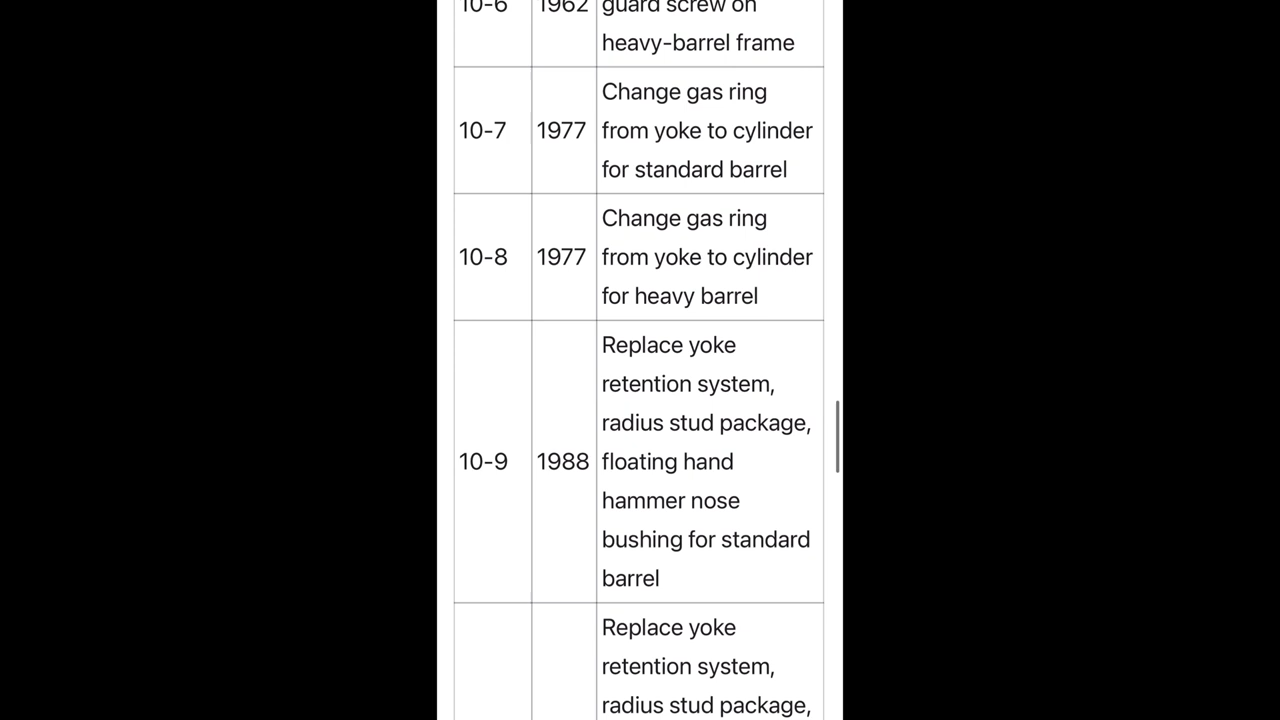 10-6 1962 guard screw on
heavy-barrel frame
Change gas ring
10-7 1977 from yoke to cylinder
for standard barrel
Change gas ring
10-8 1977 from yoke to cylinder
for heavy barrel
Replace yoke
retention system,
radius stud package,
10-9 1988 floating hand
hammer nose
bushing for standard
barrel
Replace yoke
retention system,
radius stud package,